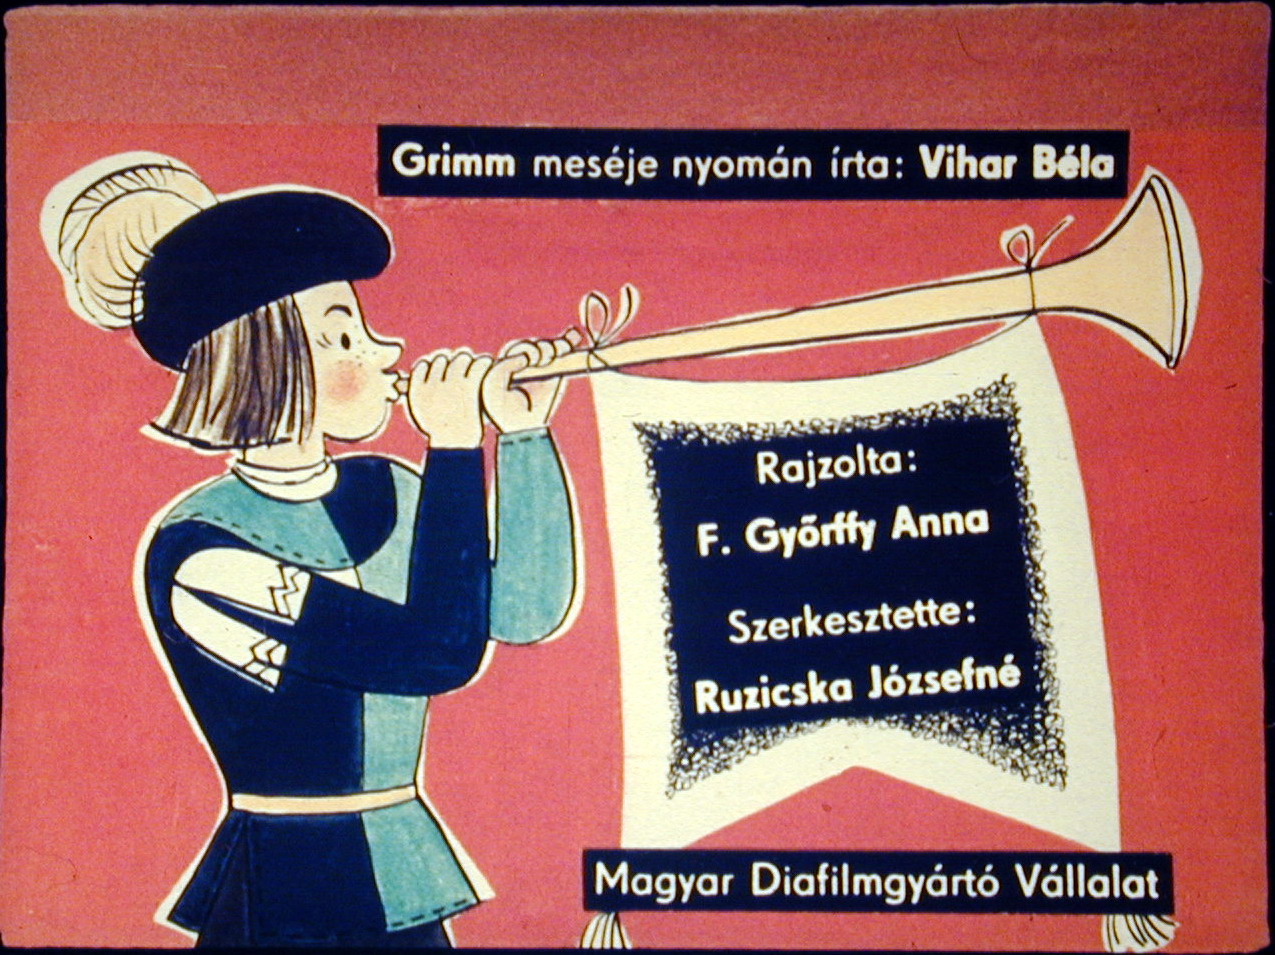 Grimm meséje nyomán írta: Vihar Béla
Rajzolta:
F. Győrffy Anna
Szerkesztette:
Ruzicska Józsefné
Magyar Diafilmgyártó Vállalat